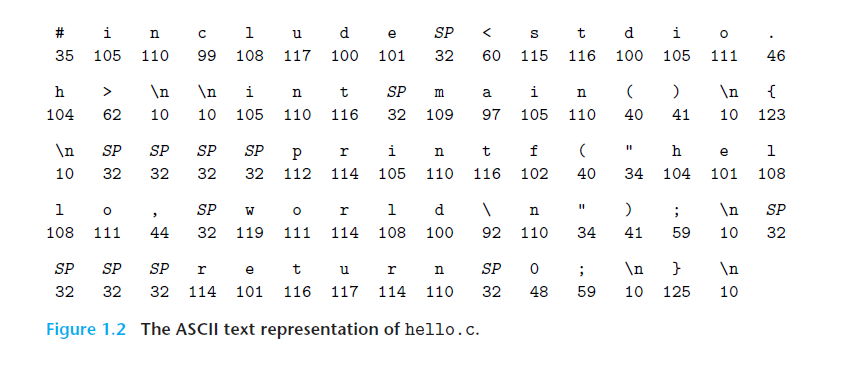 # i n c l u d e SP < s t d i o .
35 105 110 99 108 117 100 101 32 60 115 116 100 105 111 46
h > \n \n i n t SP m a i n ( ) \n {
104 62 10 10 105 110 116 32 109 97 105 110 40 41 10 123
\n SP SP SP SP p r i n t f ( " h e l
10 32 32 32 32 112 114 105 110 116 102 40 34 104 101 108
l o , SP w o r l d \ n " ) ; \n SP
108 111 44 32 119 111 114 108 100 92 110 34 41 59 10 32
SP SP SP r e t u r n SP 0 ; \n } \n
32 32 32 114 101 116 117 114 110 32 48 59 10 125 10
Figure 1.2 The ASCII text representation of hello.c.